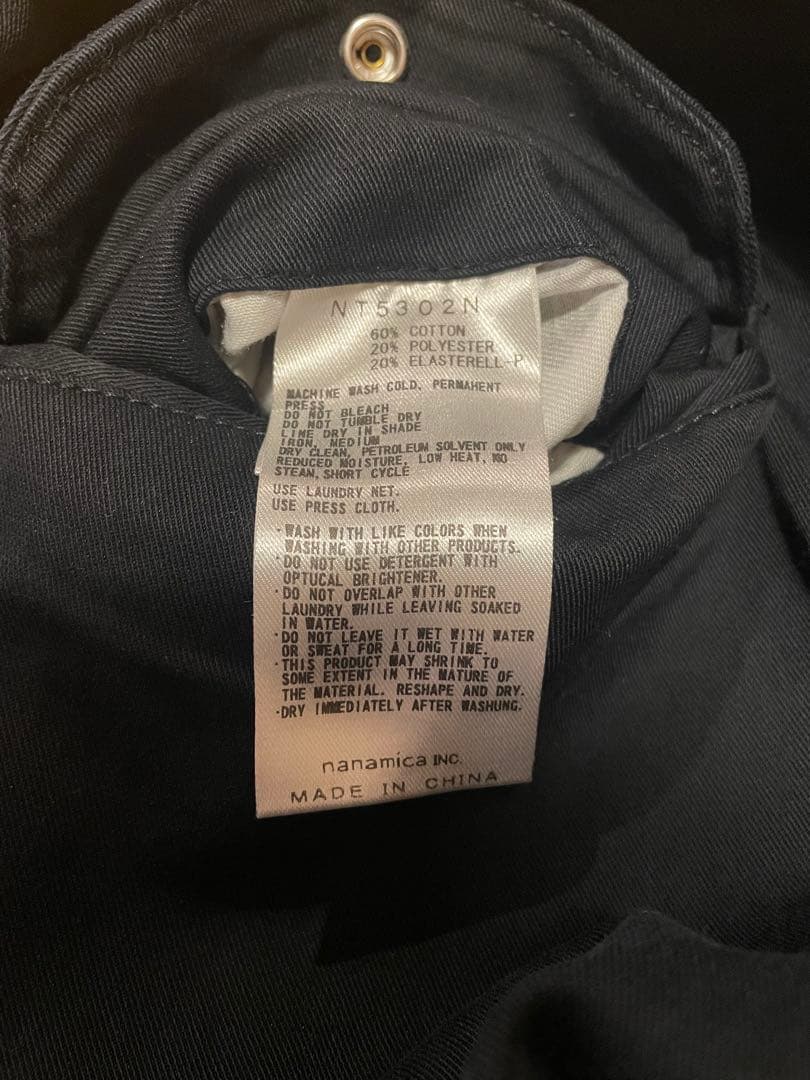 NT5302N
60% COTTON
20% POLYESTER
20% ELASTERELL-P
MACHINE WASH COLD, PERMAHENT
PRESS
DO NOT BLEACH
DO NOT TUMBLE DRY
LINE DRY IN SHADE
IRON, MEDIUM
DRY CLEAN, PETROLEUM SOLVENT ONLY
REDUCED MOISTURE, LOW HEAT, NO
STEAN, SHORT CYCLE
USE LAUNDRY NET.
USE PRESS CLOTH.
·WASH WITH LIKE COLORS WHEN
WASHING WITH OTHER PRODUCTS.
·DO NOT USE DETERGENT WITH
OPTUCAL BRIGHTENER.
·DO NOT OVERLAP WITH OTHER
LAUNDRY WHILE LEAVING SOAKED
IN WATER.
·DO NOT LEAVE IT WET WITH WATER
OR SWEAT FOR A LONG TIME.
·THIS PRODUCT MAY SHRINK TO
SOME EXTENT IN THE NATURE OF
THE MATERIAL. RESHAPE AND DRY.
·DRY IMMEDIATELY AFTER WASHUNG.
nanamica INC.
MADE IN CHINA